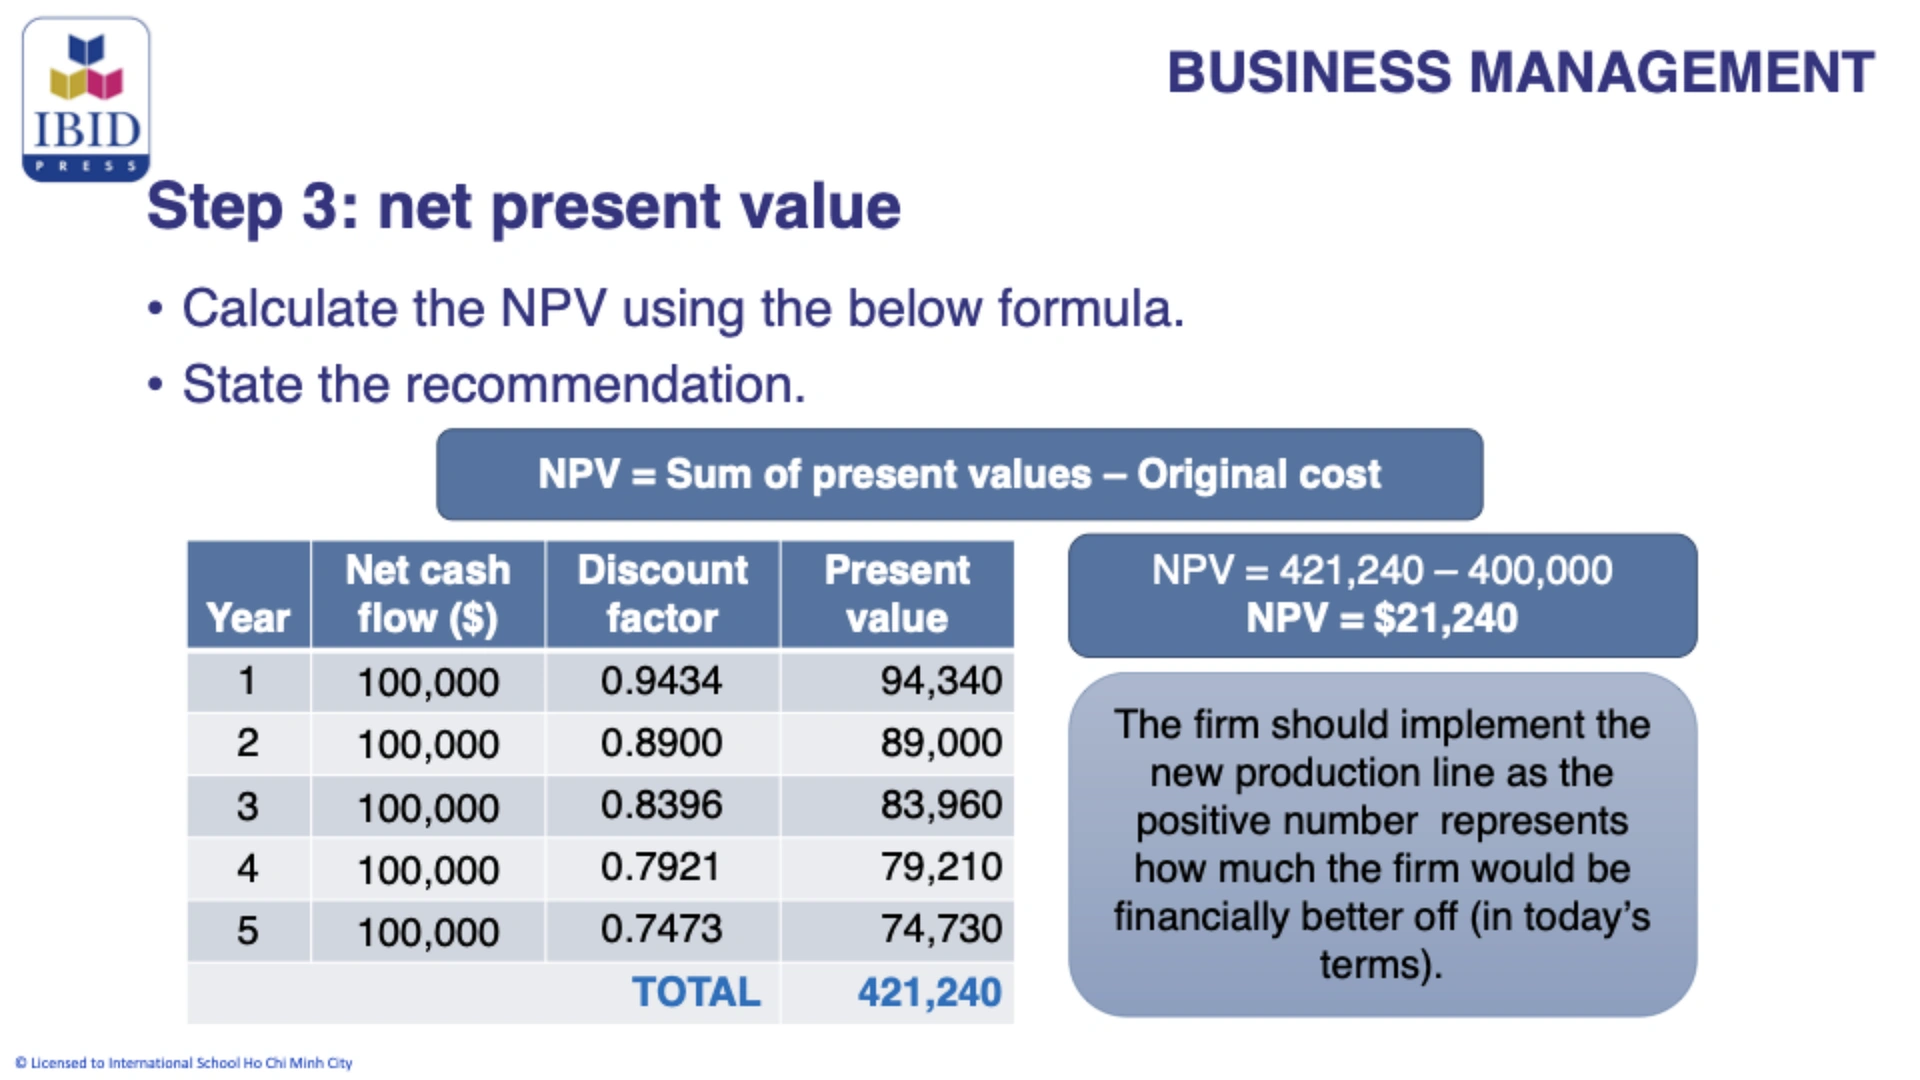 IBID
PRESS
BUSINESS MANAGEMENT
Step 3: net present value
• Calculate the NPV using the below formula.
• State the recommendation.
NPV = Sum of present values – Original cost
Year Net cash flow ($) Discount factor Present value
1 100,000 0.9434 94,340
2 100,000 0.8900 89,000
3 100,000 0.8396 83,960
4 100,000 0.7921 79,210
5 100,000 0.7473 74,730
TOTAL 421,240
NPV = 421,240 – 400,000
NPV = $21,240
The firm should implement the
new production line as the
positive number represents
how much the firm would be
financially better off (in today's
terms).
© Licensed to International School Ho Chi Minh City